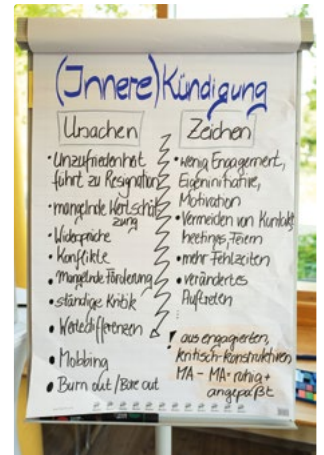 (Innere) Kündigung
Ursachen
• Unzufriedenheit
führt zu Resignation
• mangelnde Wertschät
zung
• Widersprüche
• Konflikte
• Mangelnde Förderung
• ständige Kritik
• Wertedifferenzen
• Mobbing
• Burn out / Bore out
Zeichen
• wenig Engagement,
Eigeninitiative,
Motivation
• Vermeiden von Kontakt
Meetings, Feiern
• mehr Fehlzeiten
• verändertes
Auftreten
⋮
aus engagierten,
kritisch-konstruktiven
MA – MA = ruhig +
angepaßt